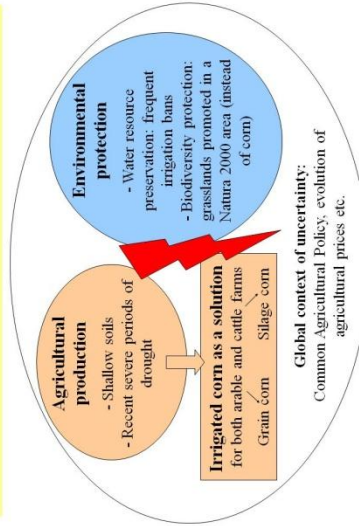 Agricultural
production
- Shallow soils
- Recent severe periods of
drought
Irrigated corn as a solution
for both arable and cattle farms
Grain corn
Silage corn
Environmental
protection
- Water resource
preservation: frequent
irrigation bans
- Biodiversity protection:
grasslands promoted in a
Natura 2000 area (instead
of corn)
Global context of uncertainty:
Common Agricultural Policy, evolution of
agricultural prices etc.